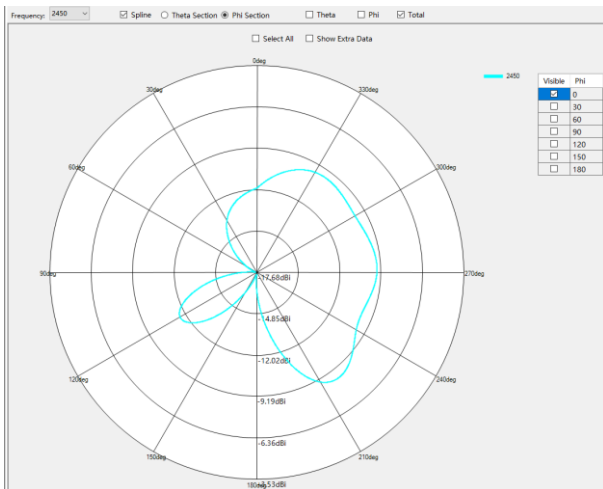 Frequency: 2450 Spline Theta Section Phi Section Theta Phi Total
Select All Show Extra Data
0deg
2450
Visible Phi
0
30
60
90
120
150
180
30deg
330deg
60deg
300deg
90deg
270deg
-17.68dBi
-14.85dBi
-12.02dBi
120deg
240deg
-9.19dBi
-6.36dBi
150deg
210deg
180deg
3.53dBi